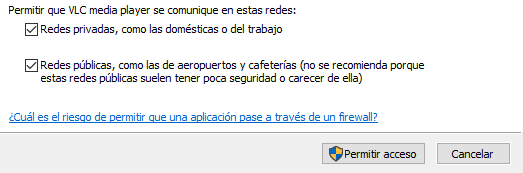 Permitir que VLC media player se comunique en estas redes:
Redes privadas, como las domésticas o del trabajo
Redes públicas, como las de aeropuertos y cafeterías (no se recomienda porque
estas redes públicas suelen tener poca seguridad o carecer de ella)
¿Cuál es el riesgo de permitir que una aplicación pase a través de un firewall?
Permitir acceso
Cancelar